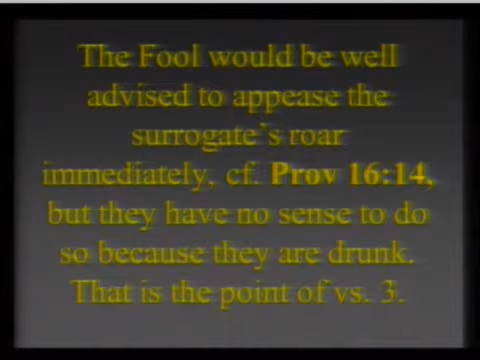 The Fool would be well
advised to appease the
surrogate's roar
immediately, cf. Prov 16:14,
but they have no sense to do
so because they are drunk.
That is the point of vs. 3.